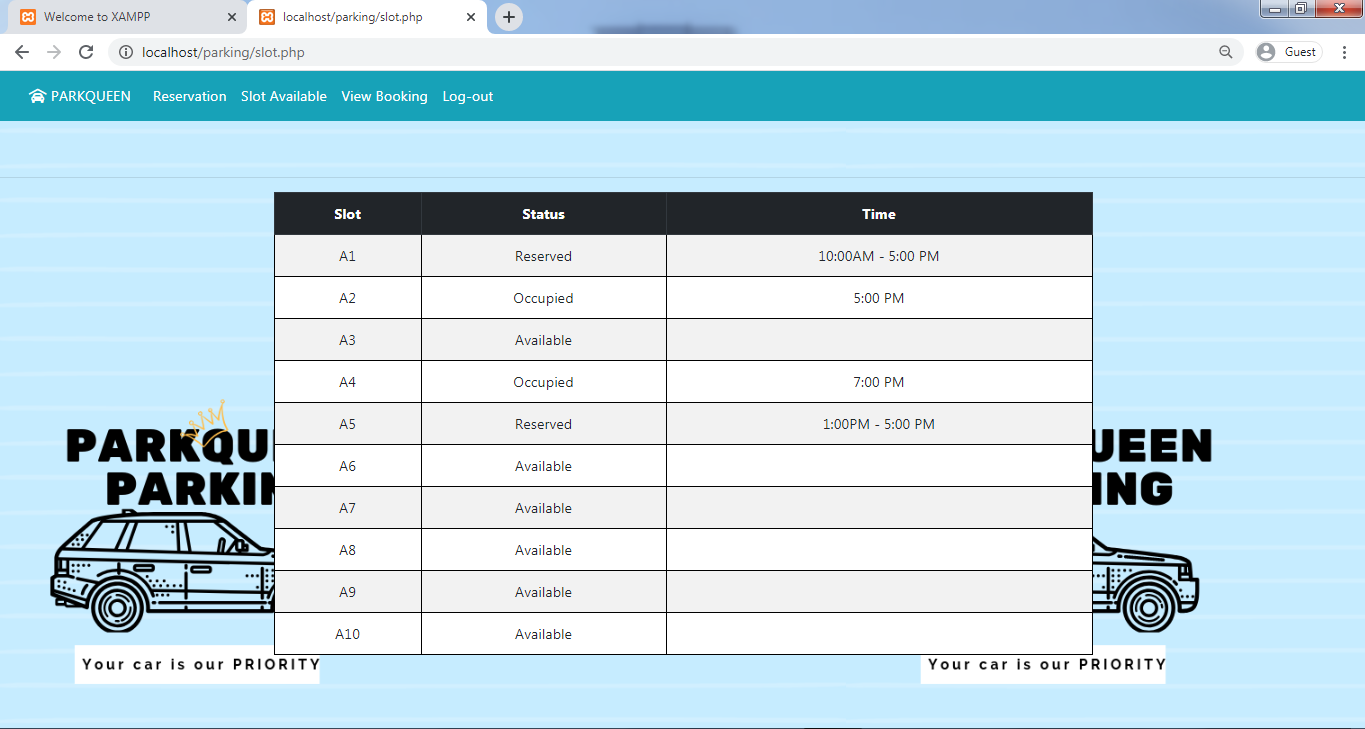 Welcome to XAMPP
localhost/parking/slot.php
localhost/parking/slot.php
Guest
PARKQUEEN Reservation Slot Available View Booking Log-out
Slot Status Time
A1 Reserved 10:00AM - 5:00 PM
A2 Occupied 5:00 PM
A3 Available
A4 Occupied 7:00 PM
A5 Reserved 1:00PM - 5:00 PM
A6 Available
A7 Available
A8 Available
A9 Available
A10 Available
PARKQU
PARKIN
Your car is our PRIORITY
UEEN
ING
Your car is our PRIORITY